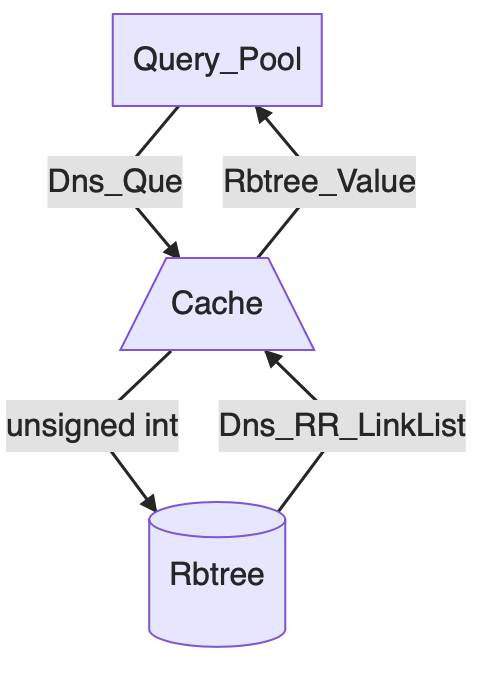 Query_Pool
Dns_Que
Rbtree_Value
Cache
unsigned int
Dns_RR_LinkList
Rbtree